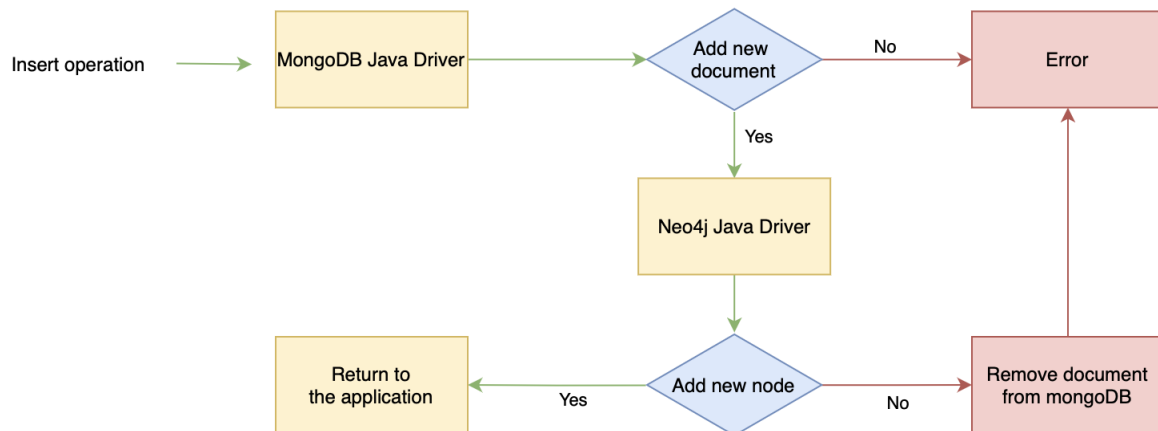 Insert operation
MongoDB Java Driver
Add new
document
No
Error
Yes
Neo4j Java Driver
Return to
the application
Yes
Add new node
No
Remove document
from mongoDB